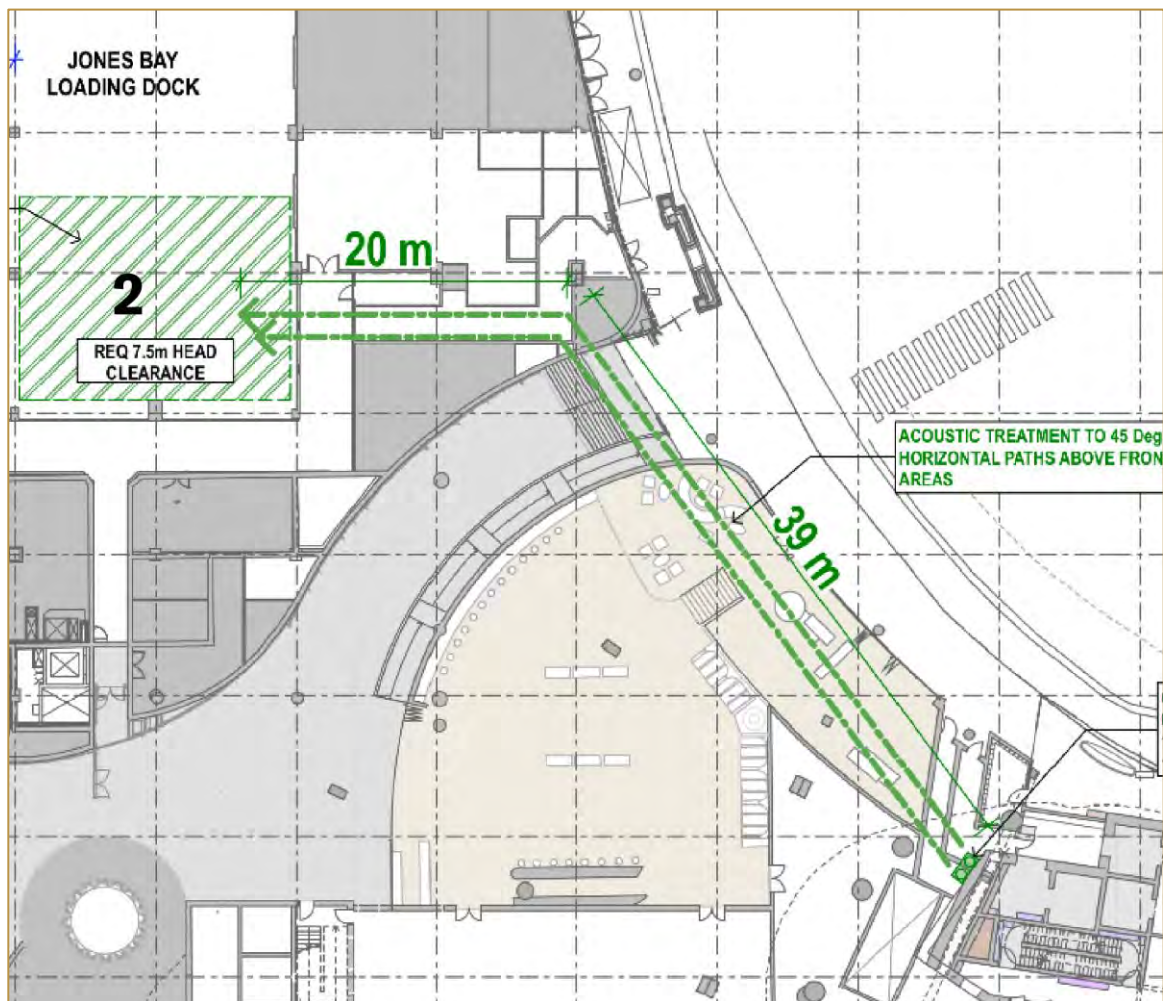 JONES BAY
LOADING DOCK
20 m
2
REQ 7.5m HEAD
CLEARANCE
ACOUSTIC TREATMENT TO 45 Deg
HORIZONTAL PATHS ABOVE FRON
AREAS
39 m